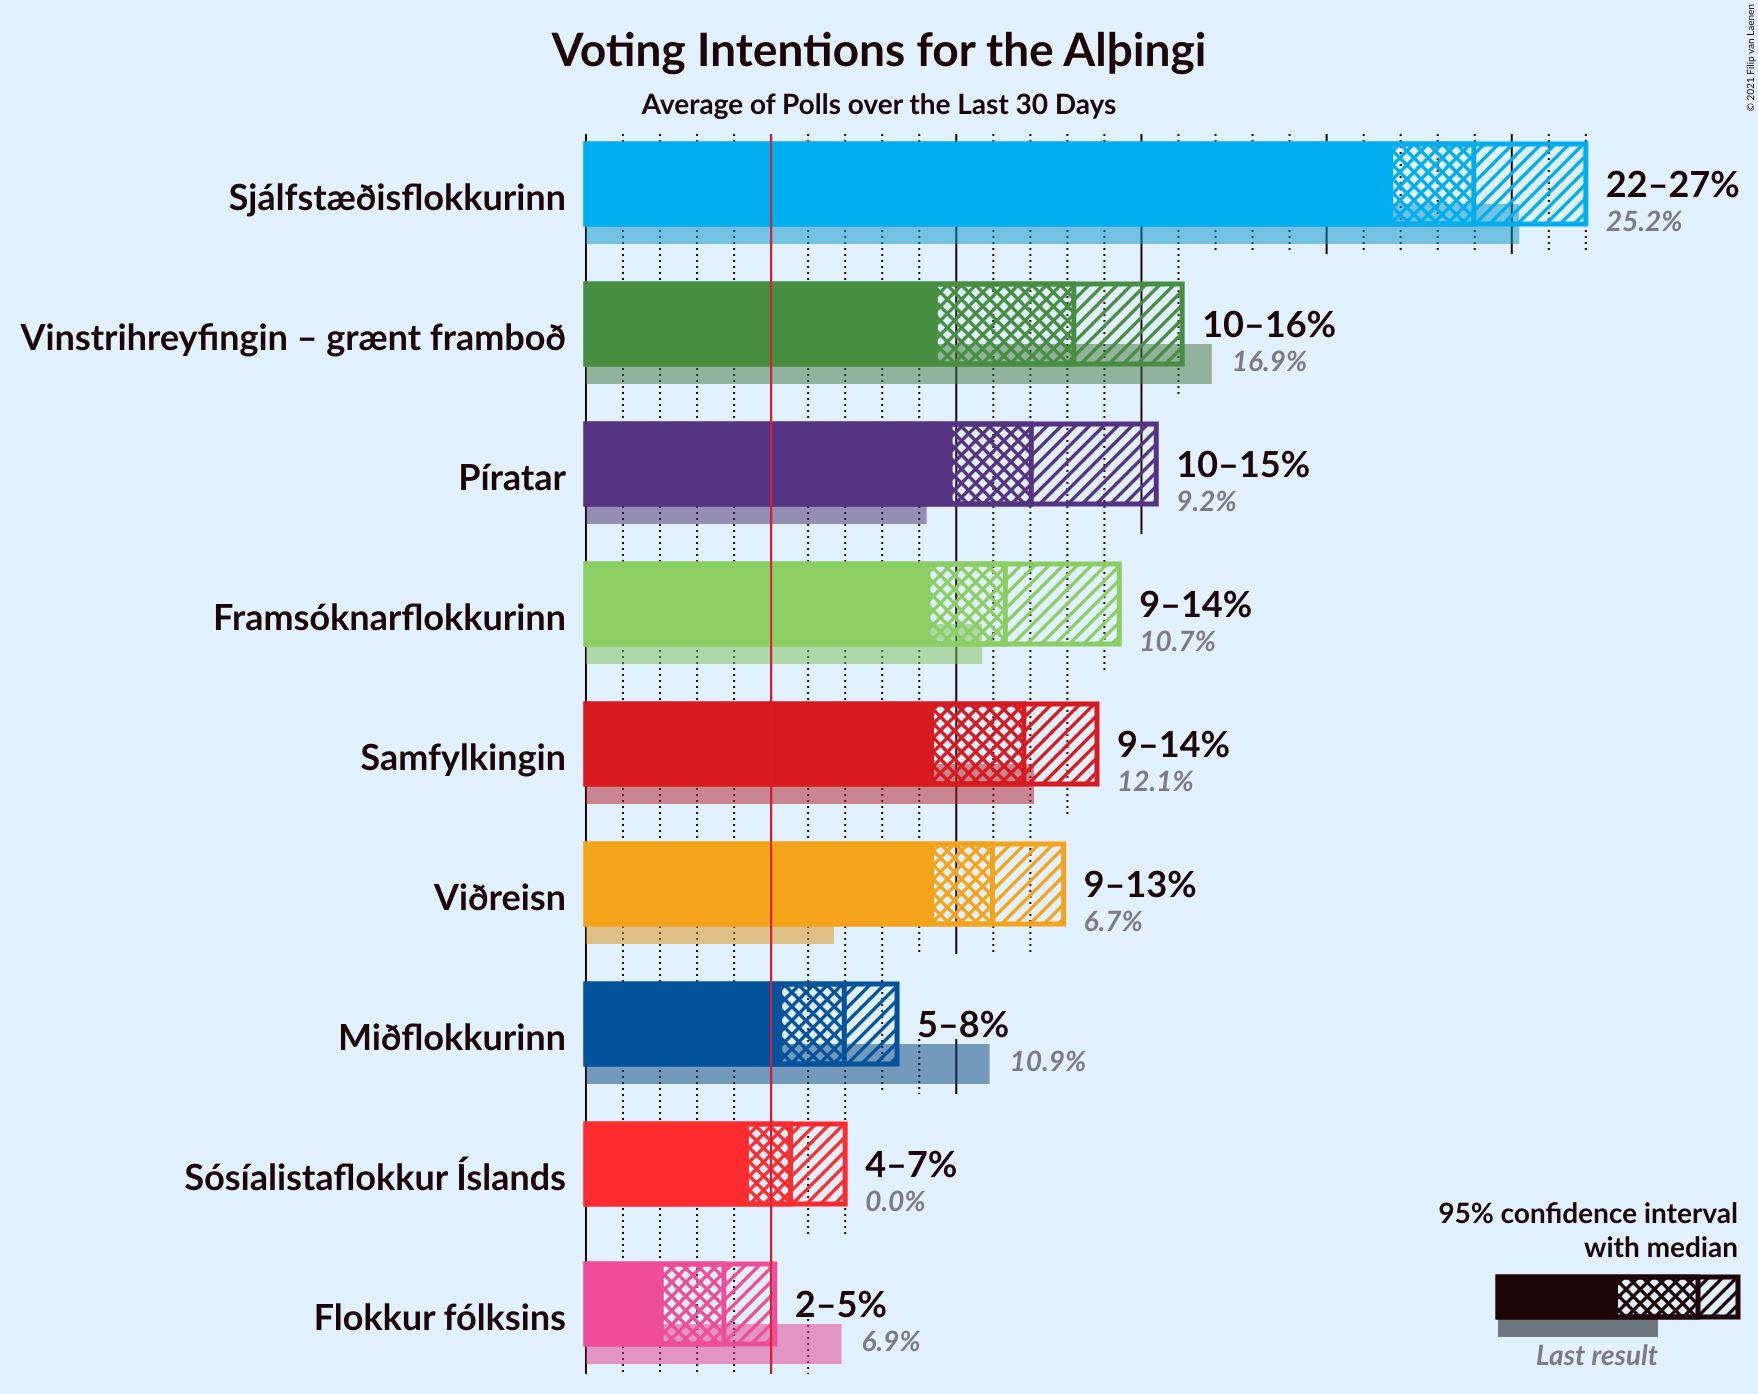 Voting Intentions for the Alþingi
Average of Polls over the Last 30 Days
© 2021 Filip van Laenen
Sjálfstæðisflokkurinn
22–27%
25.2%
Vinstrihreyfingin – grænt framboð
10–16%
16.9%
Píratar
10–15%
9.2%
Framsóknarflokkurinn
9–14%
10.7%
Samfylkingin
9–14%
12.1%
Viðreisn
9–13%
6.7%
Miðflokkurinn
5–8%
10.9%
Sósíalistaflokkur Íslands
4–7%
0.0%
Flokkur fólksins
2–5%
6.9%
95% confidence interval
with median
Last result